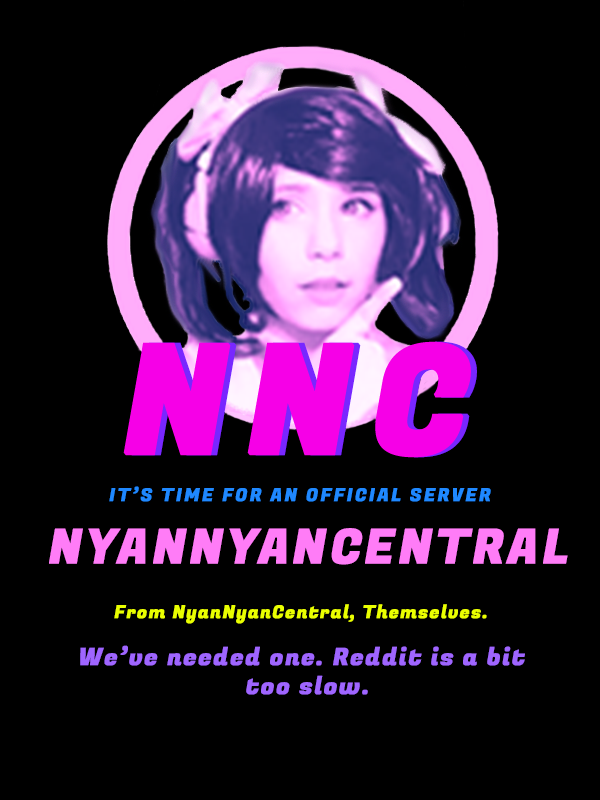 NNC
IT'S TIME FOR AN OFFICIAL SERVER
NYANNYANCENTRAL
From NyanNyanCentral, Themselves.
We've needed one. Reddit is a bit
too slow.